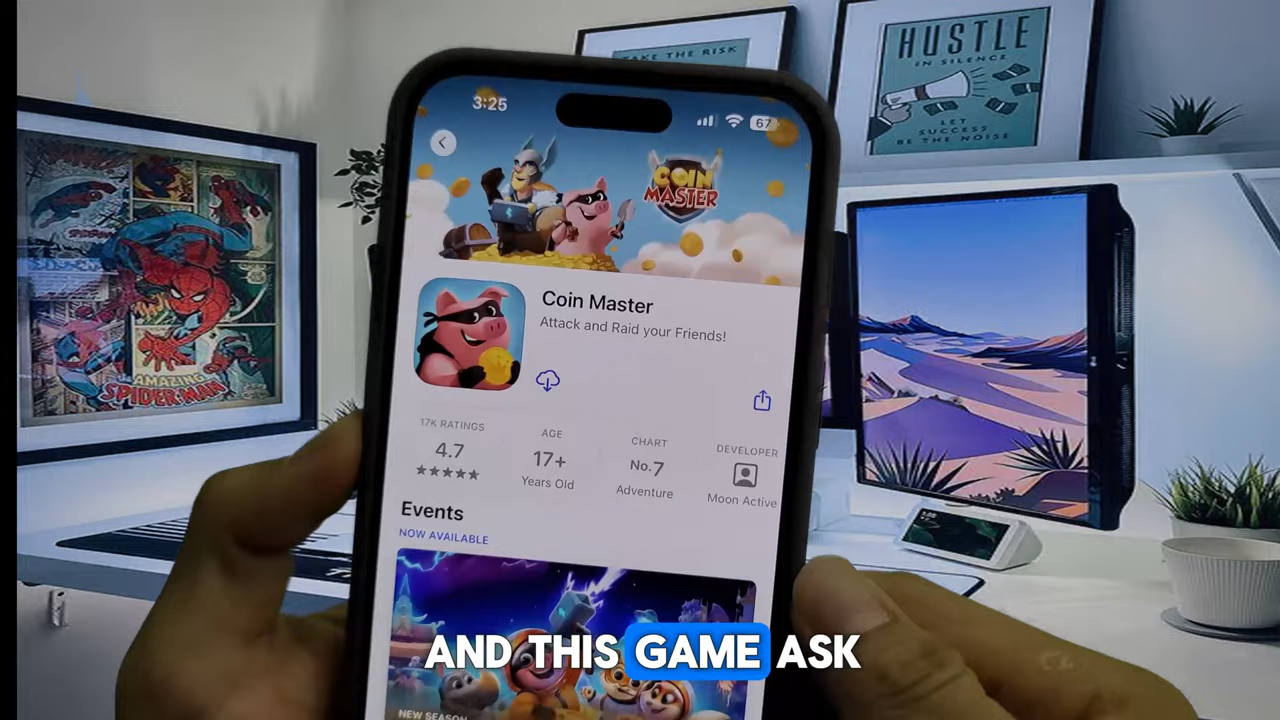 TAKE THE RISK
HUSTLE
IN SILENCE
LET
SUCCESS
BE THE NOISE
AMAZING
SPIDER-MAN
3:25
67
COIN
MASTER
Coin Master
Attack and Raid your Friends!
17K RATINGS
4.7
AGE
17+
Years Old
CHART
No.7
Adventure
DEVELOPER
Moon Active
Events
NOW AVAILABLE
NEW SEASON
AND THIS GAME ASK